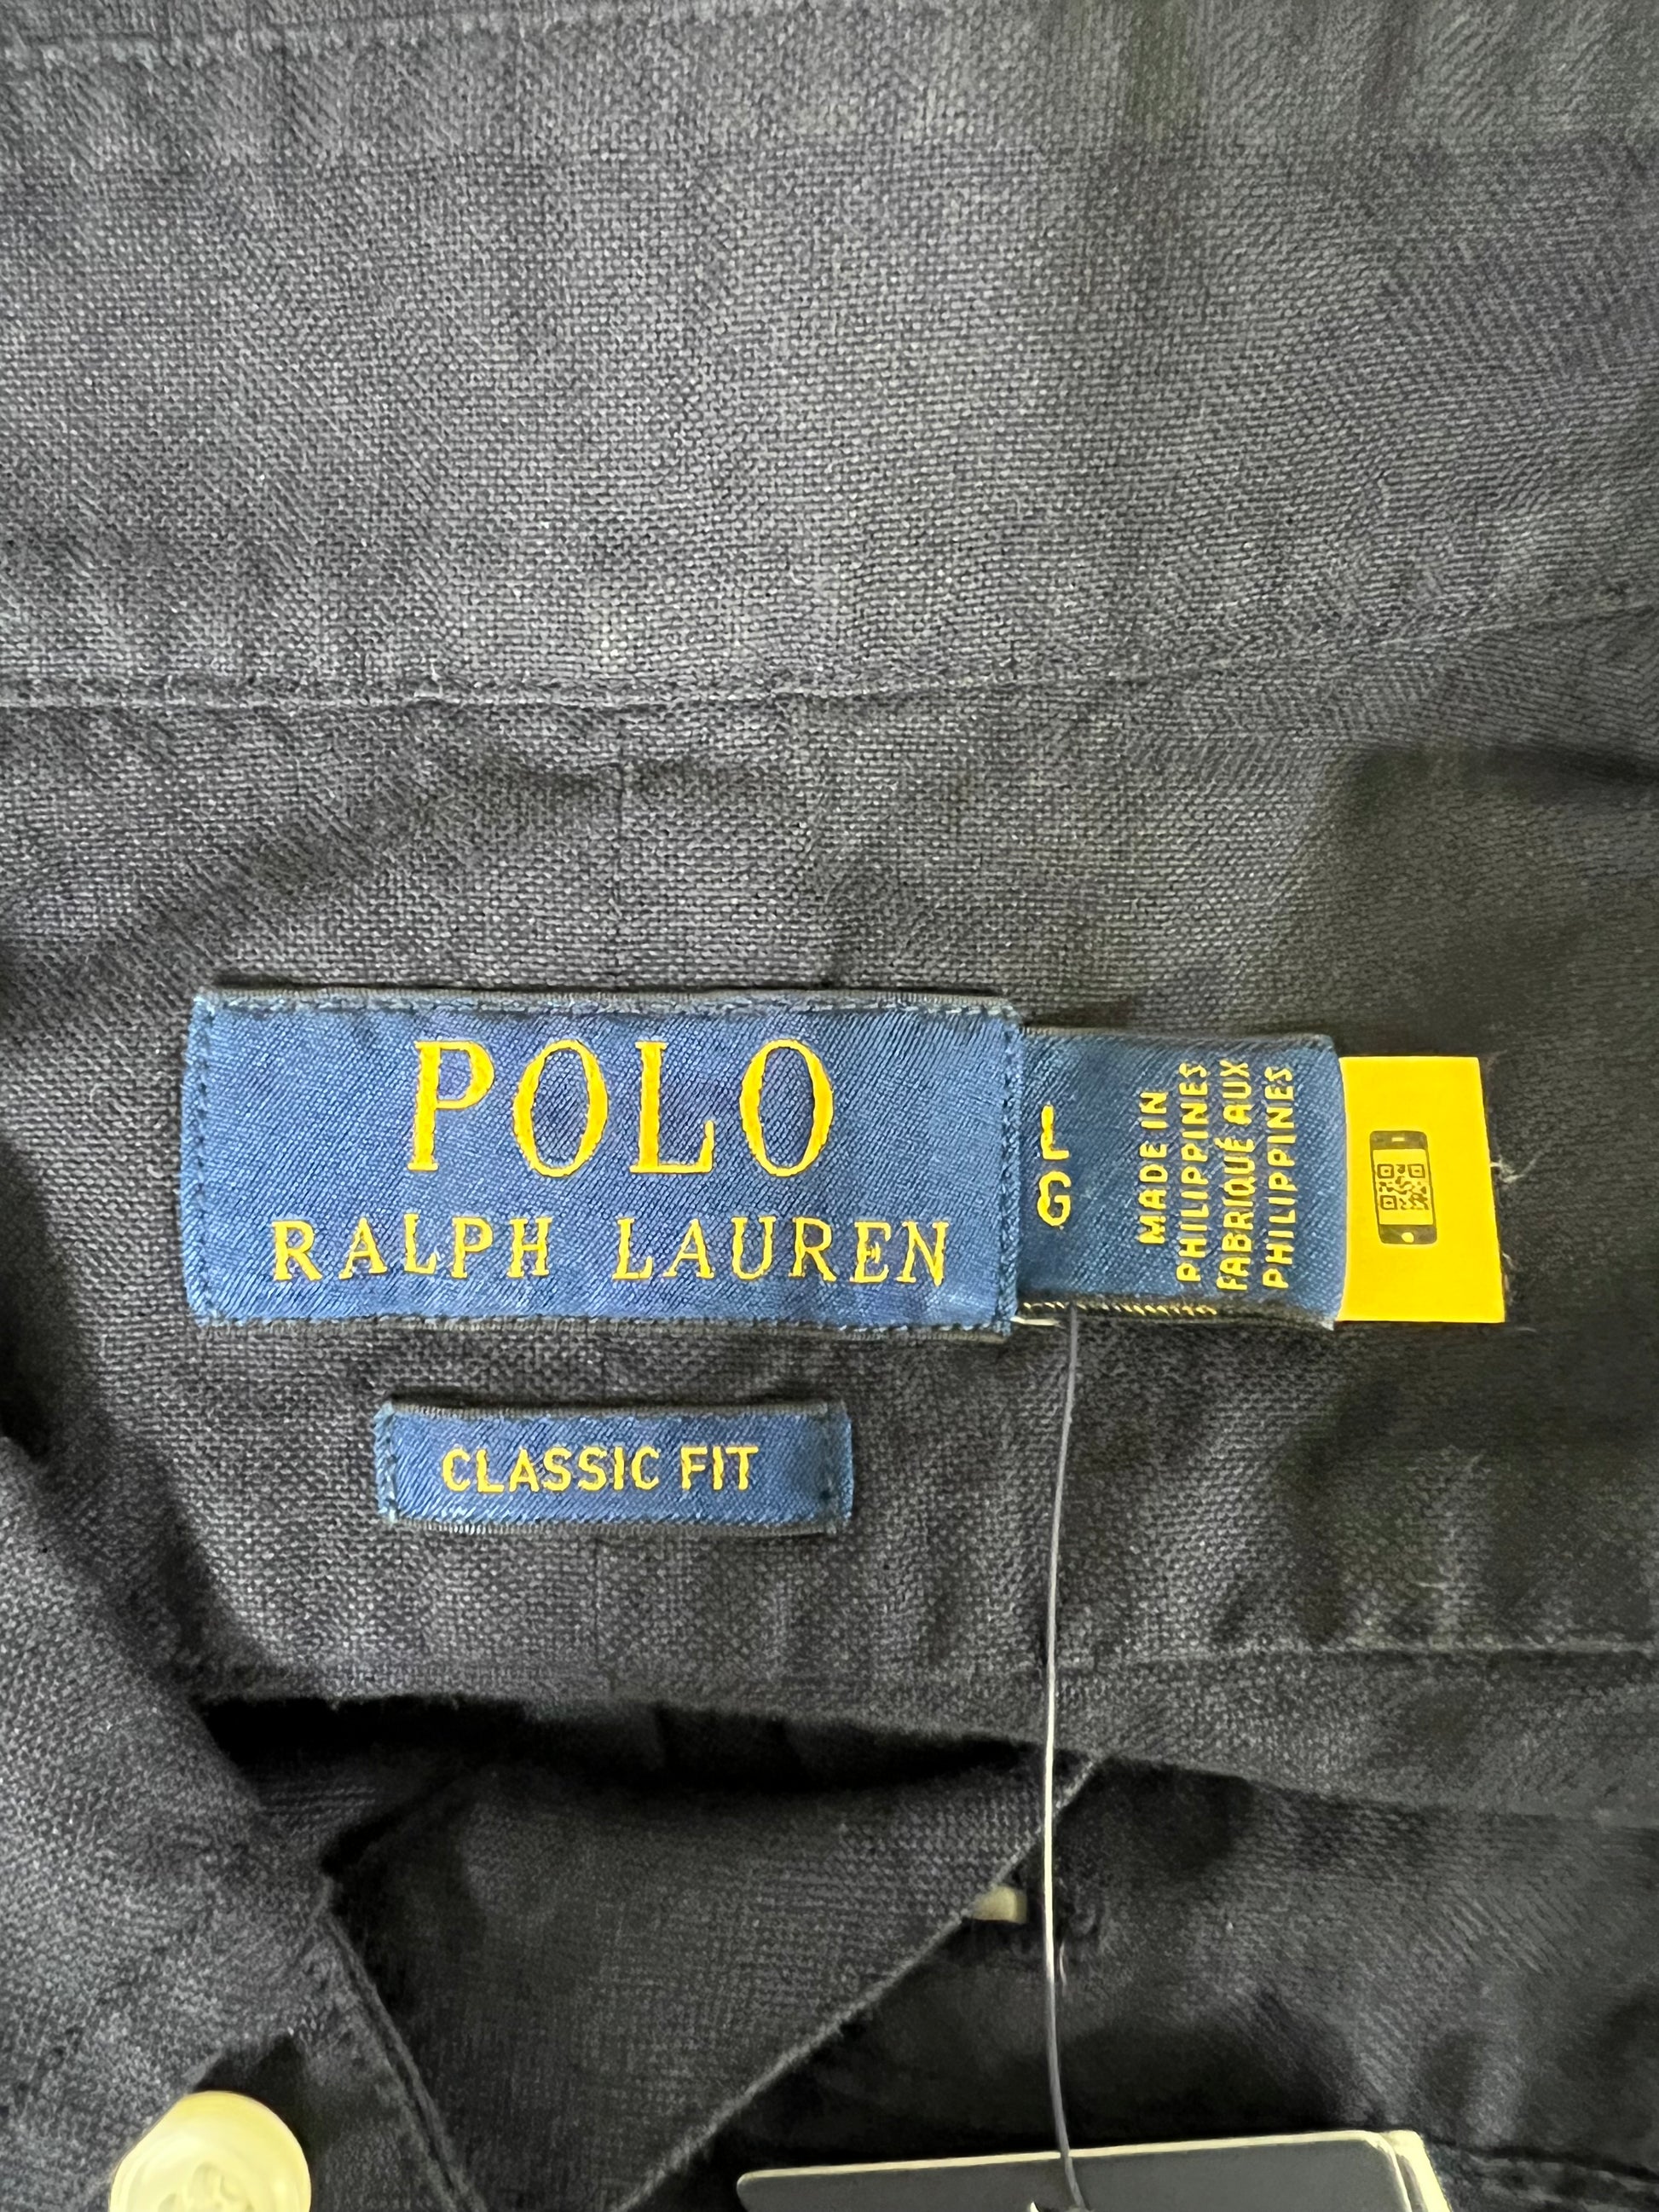 POLO
RALPH LAUREN
G L
MADE IN
PHILIPPINES
FABRIQUÉ AUX
PHILIPPINES
CLASSIC FIT